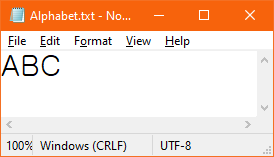 Alphabet.txt - No...
File Edit Format View Help
ABC
100% Windows (CRLF) UTF-8